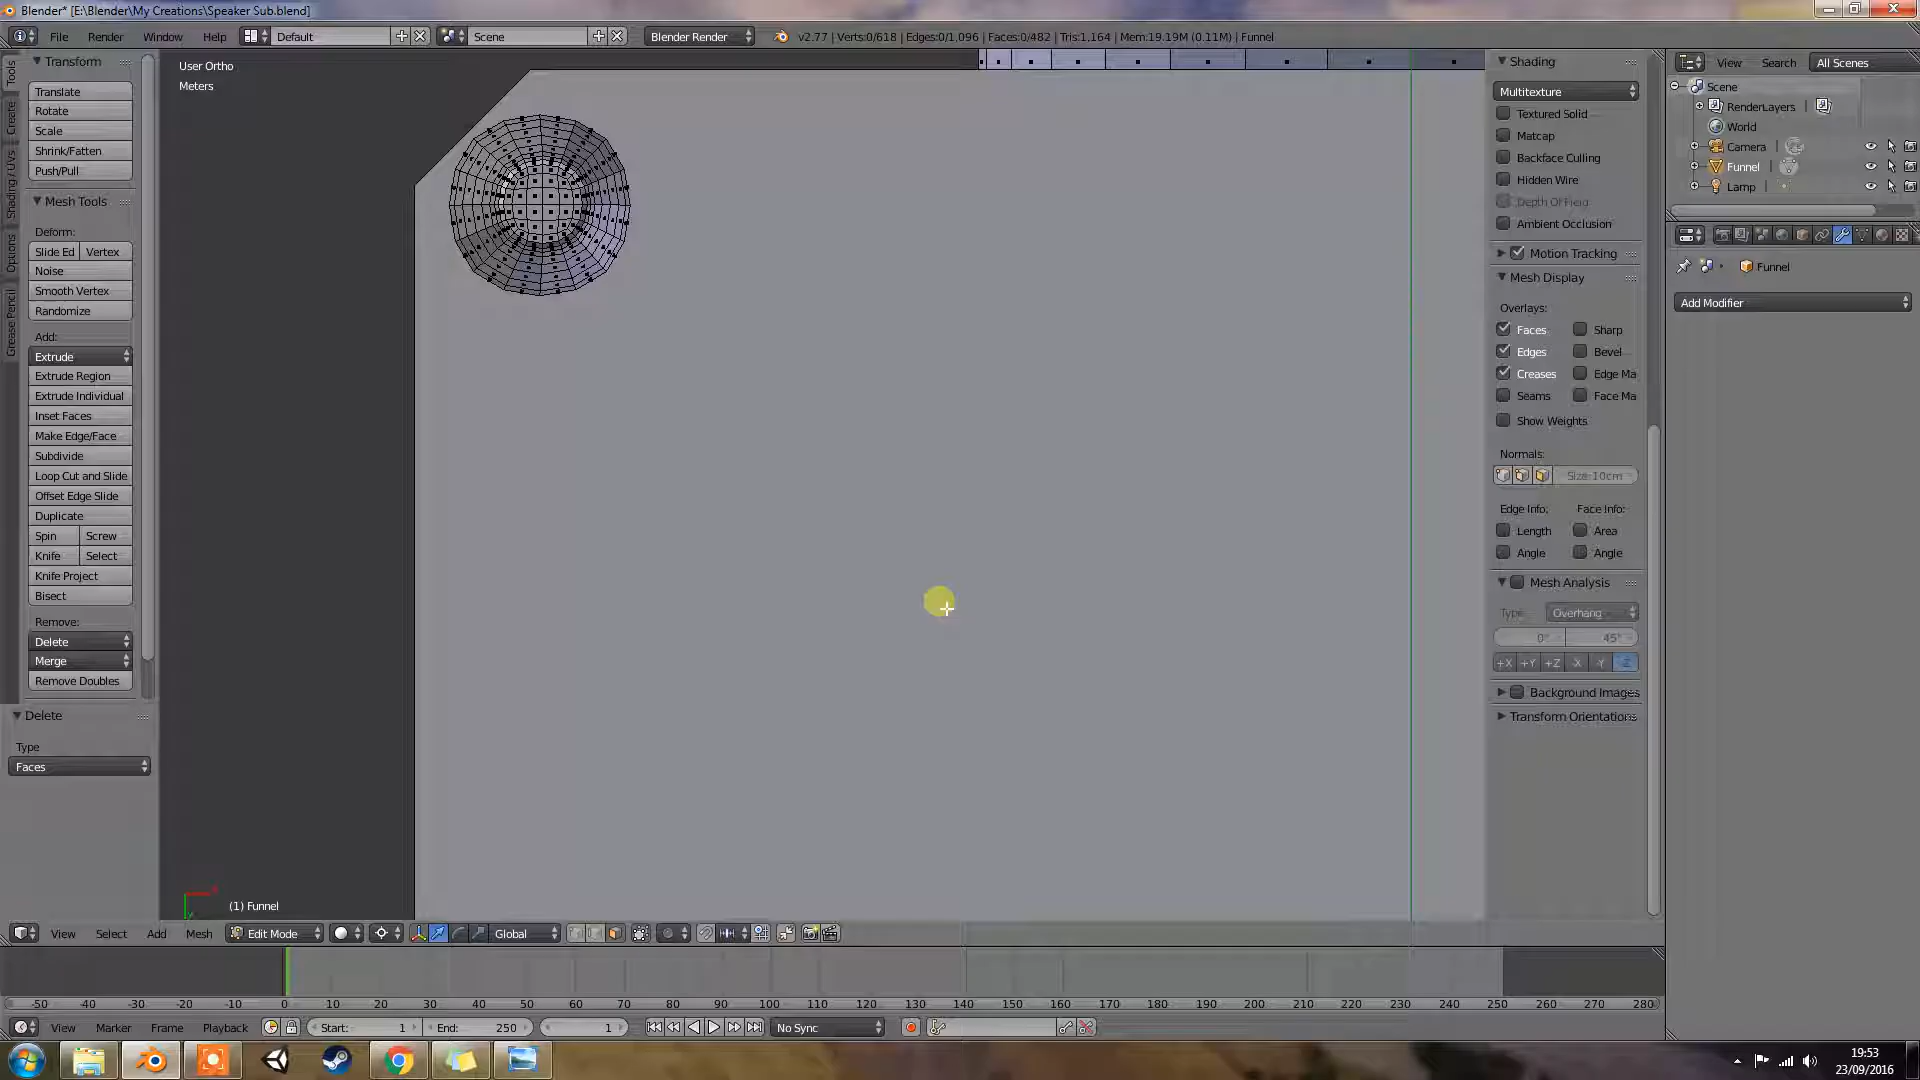 Blender* [E:\Blender\My Creations\Speaker Sub.blend]
File Render Window Help Default Scene Blender Render v2.77 | Verts:0/618 | Edges:0/1,096 | Faces:0/482 | Tris:1,164 | Mem:19.19M (0.11M) | Funnel
Tools
Create
Shading / UVs
Options
Grease Pencil
Transform
Translate
Rotate
Scale
Shrink/Fatten
Push/Pull
Mesh Tools
Deform:
Slide Ed Vertex
Noise
Smooth Vertex
Randomize
Add:
Extrude
Extrude Region
Extrude Individual
Inset Faces
Make Edge/Face
Subdivide
Loop Cut and Slide
Offset Edge Slide
Duplicate
Spin Screw
Knife Select
Knife Project
Bisect
Remove:
Delete
Merge
Remove Doubles
Delete
Type
Faces
User Ortho
Meters
(1) Funnel
Shading
Multitexture
Textured Solid
Matcap
Backface Culling
Hidden Wire
Depth Of Field
Ambient Occlusion
Motion Tracking
Mesh Display
Overlays:
Faces Sharp
Edges Bevel
Creases Edge Ma
Seams Face Ma
Show Weights
Normals:
Size:10cm
Edge Info: Face Info:
Length Area
Angle Angle
Mesh Analysis
Type: Overhang
0° 45°
+X +Y +Z -X -Y -Z
Background Images
Transform Orientations
View Search All Scenes
Scene
RenderLayers
World
Camera
Funnel
Lamp
Funnel
Add Modifier
View Select Add Mesh Edit Mode Global
-50 -40 -30 -20 -10 0 10 20 30 40 50 60 70 80 90 100 110 120 130 140 150 160 170 180 190 200 210 220 230 240 250 260 270 280
View Marker Frame Playback Start: 1 End: 250 1 No Sync
19:53
23/09/2016